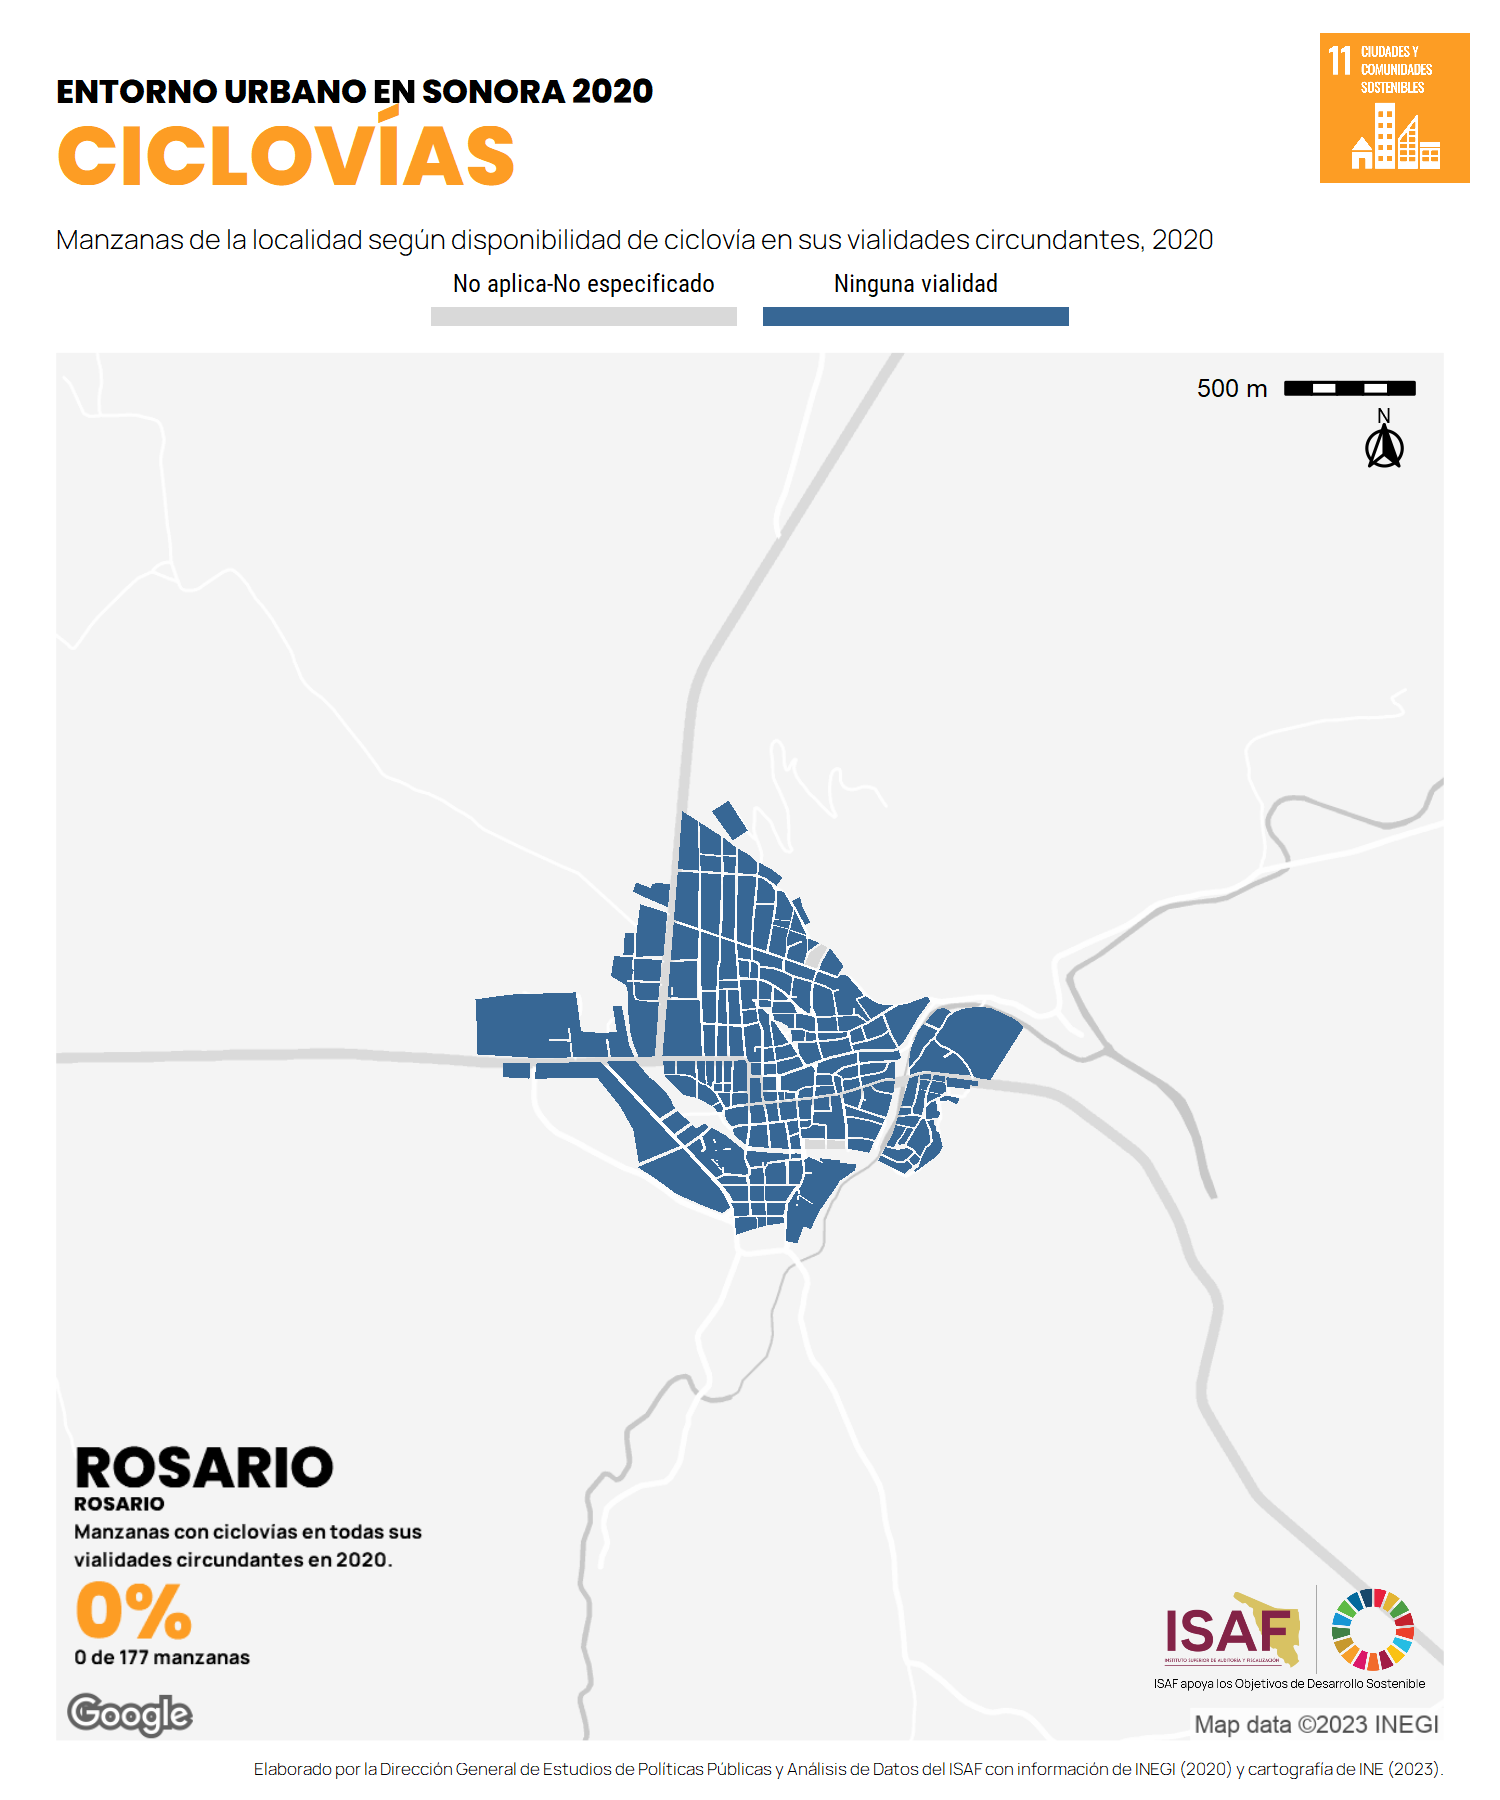 11 CIUDADES Y
COMUNIDADES
SOSTENIBLES
ENTORNO URBANO EN SONORA 2020
CICLOVÍAS
Manzanas de la localidad según disponibilidad de ciclovía en sus vialidades circundantes, 2020
No aplica-No especificado
Ninguna vialidad
500 m
N
ROSARIO
ROSARIO
Manzanas con ciclovias en todas sus
vialidades circundantes en 2020.
0%
0 de 177 manzanas
Google
ISAF
INSTITUTO SUPERIOR DE AUDITORÍA Y FISCALIZACIÓN
ISAF apoya los Objetivos de Desarrollo Sostenible
Map data ©2023 INEGI
Elaborado por la Dirección General de Estudios de Políticas Públicas y Análisis de Datos del ISAF con información de INEGI (2020) y cartografía de INE (2023).